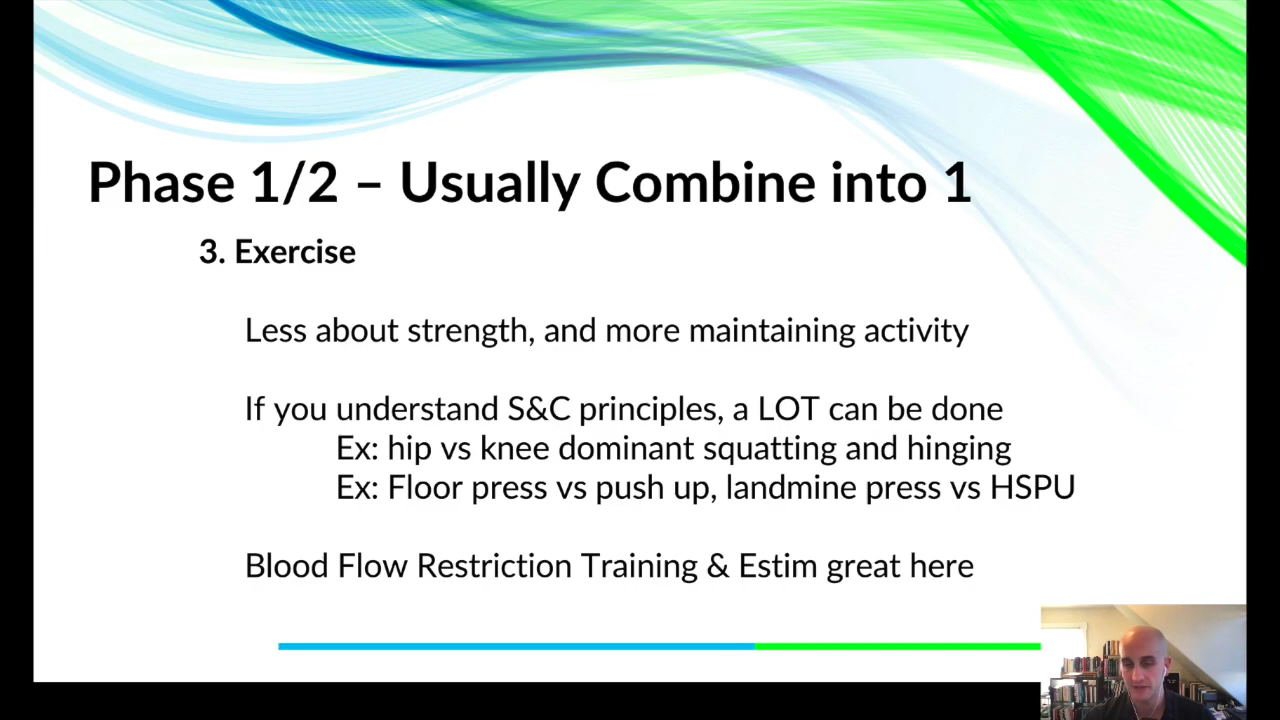 Phase 1/2 – Usually Combine into 1
3. Exercise
Less about strength, and more maintaining activity
If you understand S&C principles, a LOT can be done
Ex: hip vs knee dominant squatting and hinging
Ex: Floor press vs push up, landmine press vs HSPU
Blood Flow Restriction Training & Estim great here